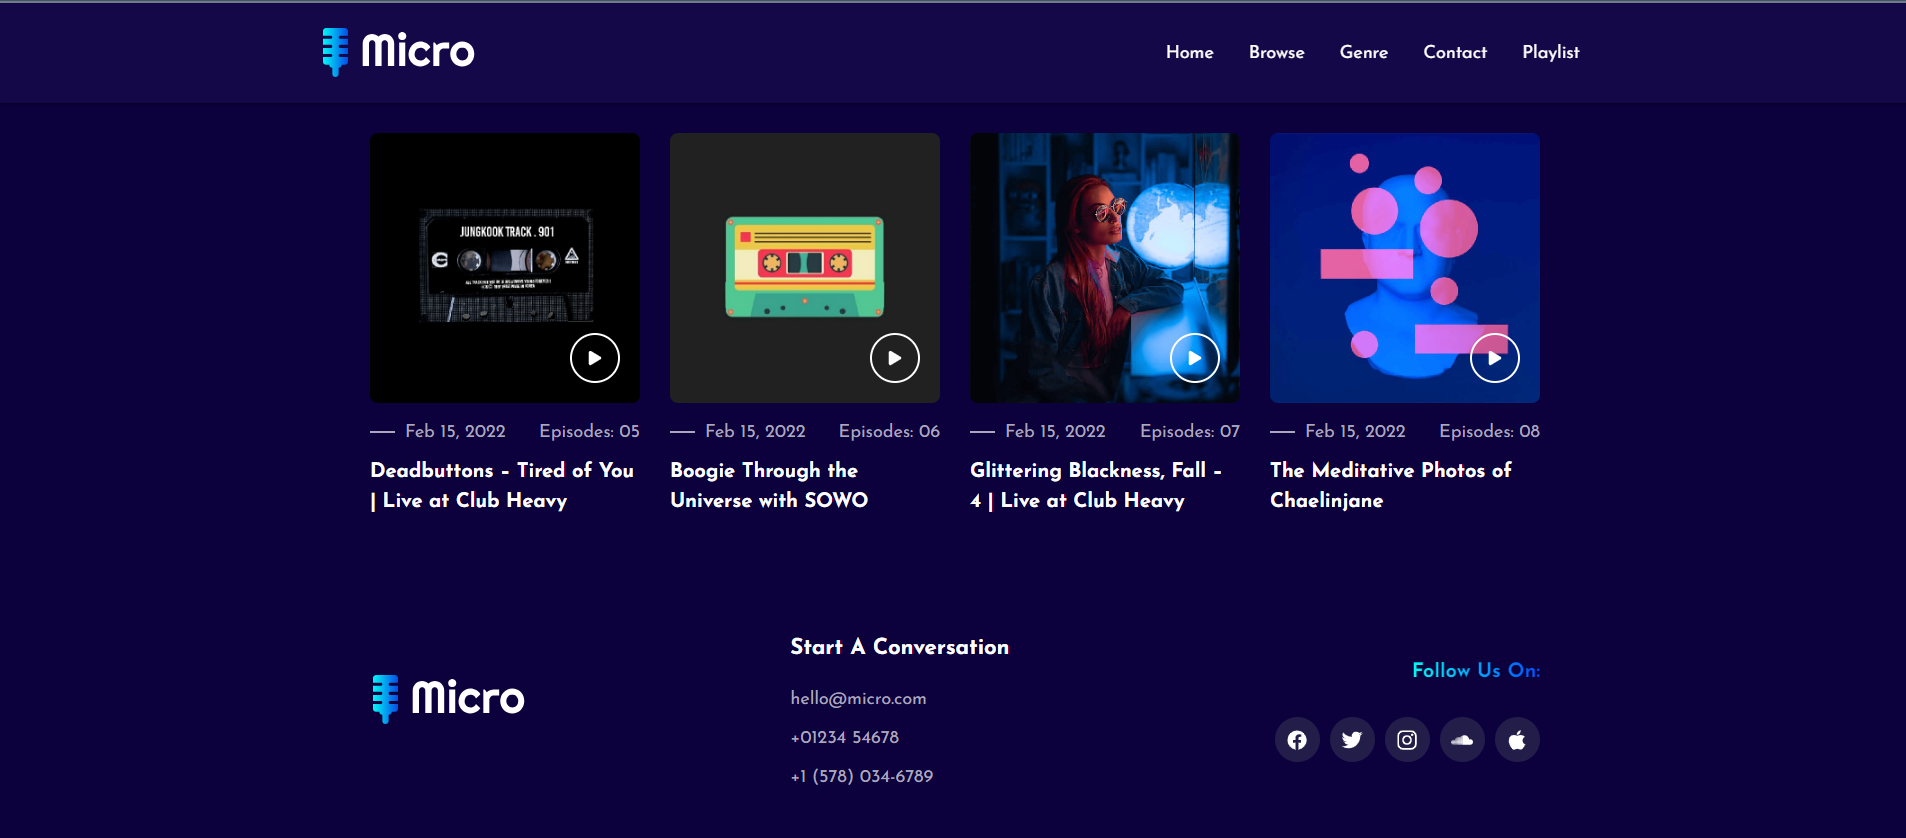 Micro
Home Browse Genre Contact Playlist
JUNGKOOK TRACK . 901
Feb 15, 2022 Episodes: 05
Deadbuttons – Tired of You
| Live at Club Heavy
Feb 15, 2022 Episodes: 06
Boogie Through the
Universe with SOWO
Feb 15, 2022 Episodes: 07
Glittering Blackness, Fall –
4 | Live at Club Heavy
Feb 15, 2022 Episodes: 08
The Meditative Photos of
Chaelinjane
Micro
Start A Conversation
hello@micro.com
+01234 54678
+1 (578) 034-6789
Follow Us On: